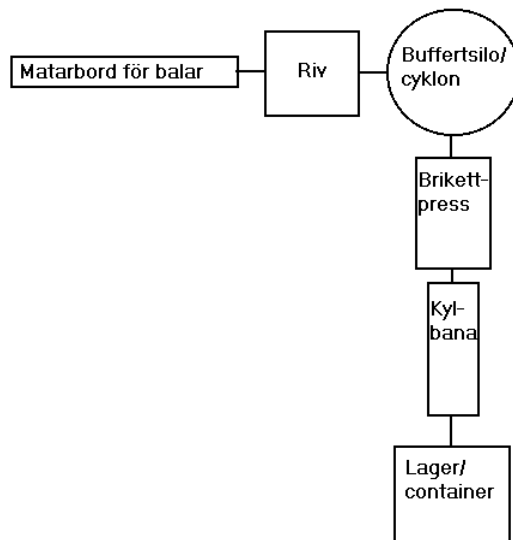 Matarbord för balar
Riv
Buffertsilo/
cyklon
Brikett-
press
Kyl-
bana
Lager/
container